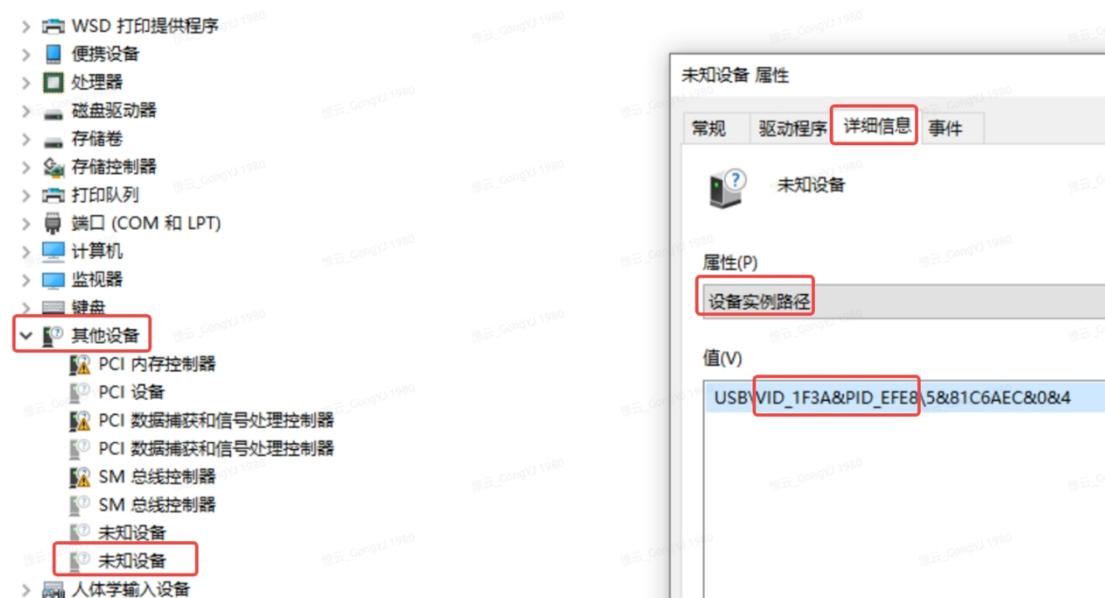 WSD 打印提供程序
便携设备
处理器
磁盘驱动器
存储卷
存储控制器
打印队列
端口 (COM 和 LPT)
计算机
监视器
键盘
其他设备
PCI 内存控制器
PCI 设备
PCI 数据捕获和信号处理控制器
PCI 数据捕获和信号处理控制器
SM 总线控制器
SM 总线控制器
未知设备
未知设备
人体学输入设备
未知设备 属性
常规 驱动程序 详细信息 事件
未知设备
属性(P)
设备实例路径
值(V)
USB\VID_1F3A&PID_EFE8\5&81C6AEC&0&4